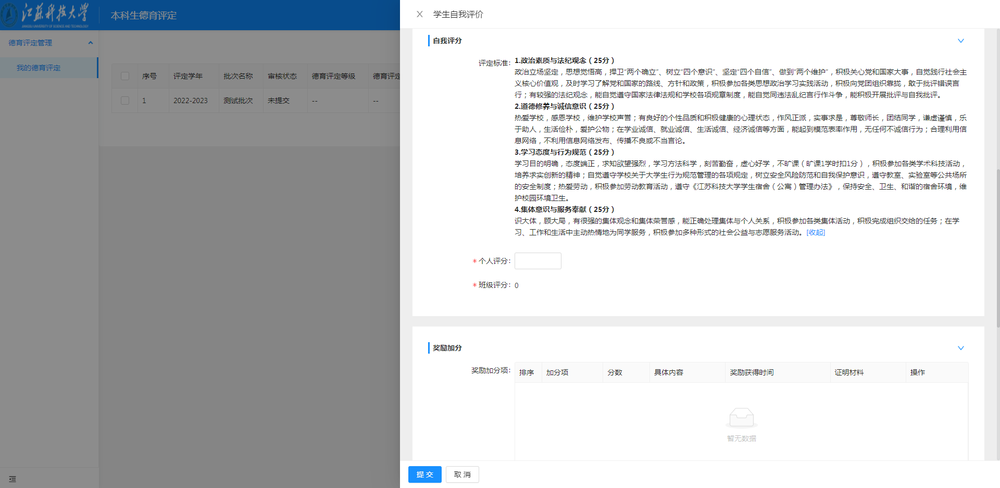 江苏科技大学
JIANGSU UNIVERSITY OF SCIENCE AND TECHNOLOGY
本科生德育评定
德育评定管理
我的德育评定
序号 评定学年 批次名称 审核状态 德育评定等级 德育评定
1 2022-2023 测试批次 未提交 -- --
学生自我评价
自我评分
评定标准:
1.政治素质与法纪观念（25分）
政治立场坚定，思想觉悟高，捍卫“两个确立”、树立“四个意识”、坚定“四个自信”、做到“两个维护”，积极关心党和国家大事，自觉践行社会主
义核心价值观，及时学习了解党和国家的路线、方针和政策，积极参加各类思想政治学习实践活动，积极向党团组织靠拢，敢于批评错误言
行；有较强的法纪观念，能自觉遵守国家法律法规和学校各项规章制度，能自觉同违法乱纪言行作斗争，能积极开展批评与自我批评。
2.道德修养与诚信意识（25分）
热爱学校，感恩学校，维护学校声誉；有良好的个性品质和积极健康的心理状态，作风正派，实事求是，尊敬师长，团结同学，谦虚谨慎，乐
于助人，生活俭朴，爱护公物；在学业诚信、就业诚信、生活诚信、经济诚信等方面，能起到模范表率作用，无任何不诚信行为；合理利用信
息网络，不利用信息网络发布、传播不良或不当言论。
3.学习态度与行为规范（25分）
学习目的明确，态度端正，求知欲望强烈，学习方法科学，刻苦勤奋，虚心好学，不旷课（旷课1学时扣1分），积极参加各类学术科技活动，
培养求实创新的精神；自觉遵守学校关于大学生行为规范管理的各项规定，树立安全风险防范和自我保护意识，遵守教室、实验室等公共场所
的安全制度；热爱劳动，积极参加劳动教育活动，遵守《江苏科技大学学生宿舍（公寓）管理办法》，保持安全、卫生、和谐的宿舍环境，维
护校园环境卫生。
4.集体意识与服务奉献（25分）
识大体，顾大局，有很强的集体观念和集体荣誉感，能正确处理集体与个人关系，积极参加各类集体活动，积极完成组织交给的任务；在学
习、工作和生活中主动热情地为同学服务，积极参加多种形式的社会公益与志愿服务活动。[收起]
* 个人评分:
* 班级评分: 0
奖励加分
奖励加分项:
排序 加分项 分数 具体内容 奖励获得时间 证明材料 操作
暂无数据
提 交 取 消